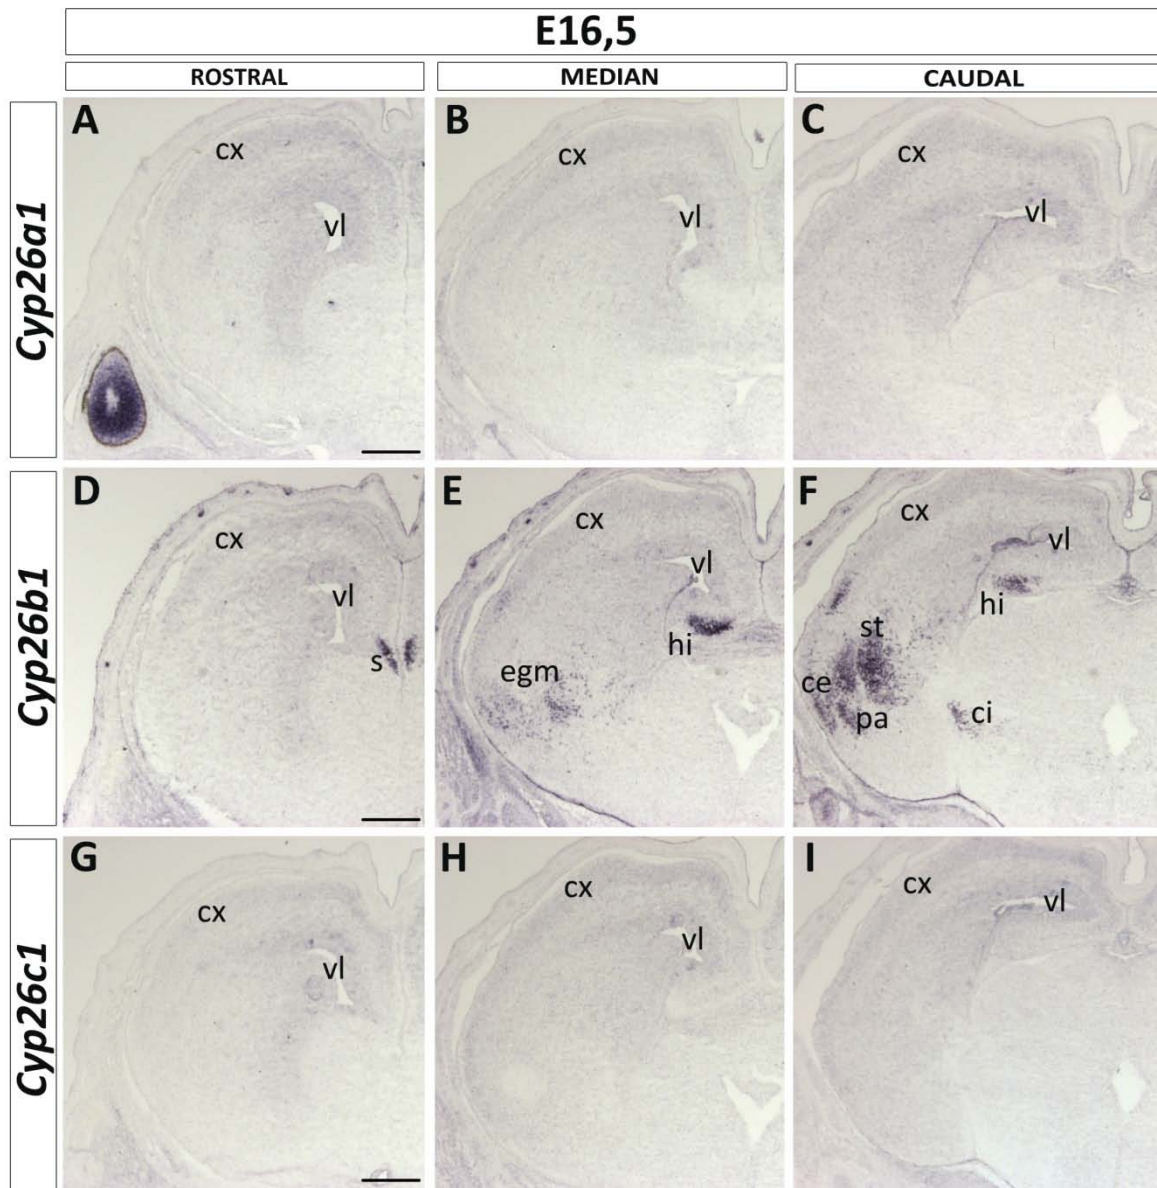 E16,5
ROSTRAL
MEDIAN
CAUDAL
Cyp26a1
A
cx
vl
B
cx
vl
C
cx
vl
Cyp26b1
D
cx
vl
s
E
cx
vl
hi
egm
F
cx
vl
hi
st
ce
pa
ci
Cyp26c1
G
cx
vl
H
cx
vl
I
cx
vl